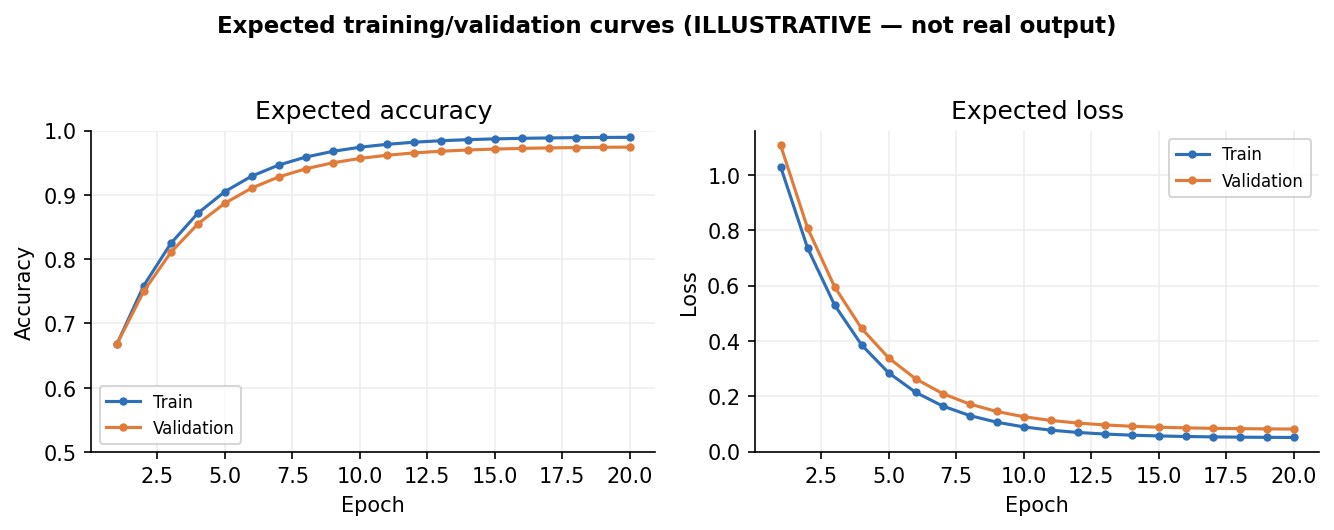 Expected training/validation curves (ILLUSTRATIVE — not real output)
Expected accuracy
1.0
0.9
0.8
0.7
0.6
0.5
Accuracy
Train
Validation
2.5 5.0 7.5 10.0 12.5 15.0 17.5 20.0
Epoch
Expected loss
1.0
0.8
0.6
0.4
0.2
0.0
Loss
Train
Validation
2.5 5.0 7.5 10.0 12.5 15.0 17.5 20.0
Epoch